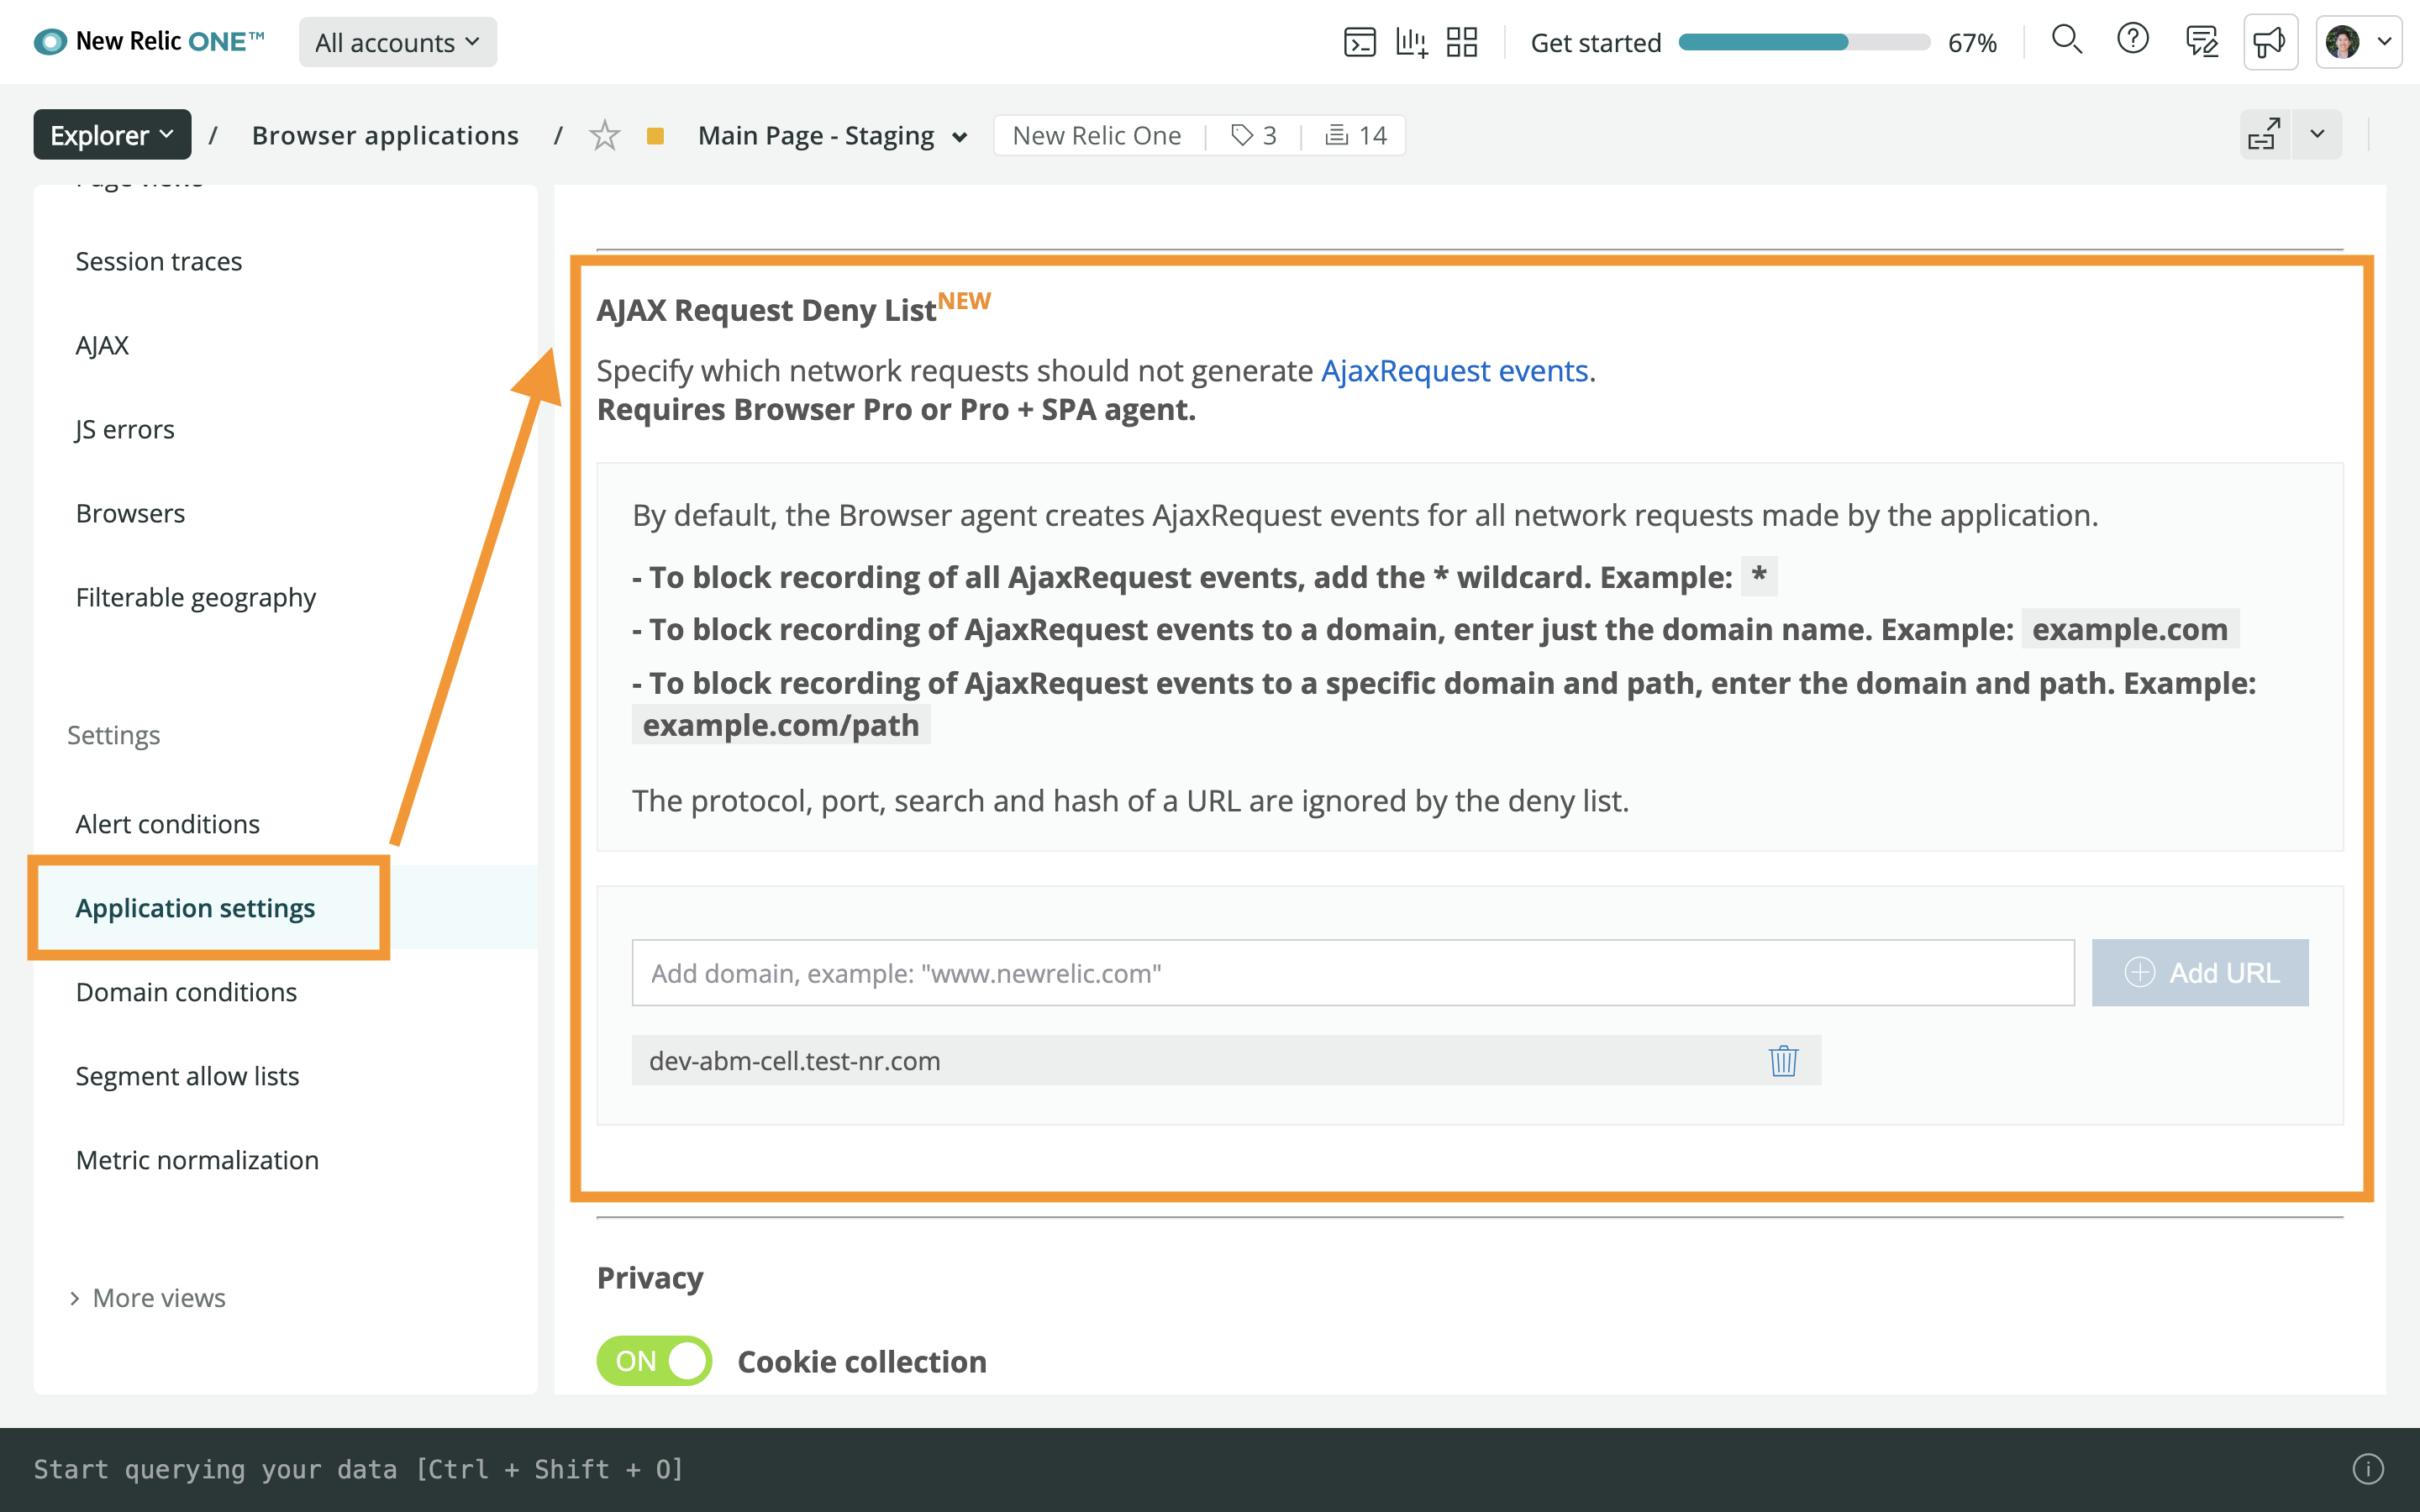 New Relic ONE™
All accounts
Get started 67%
Explorer / Browser applications / Main Page - Staging New Relic One 3 14
Page views
Session traces
AJAX
JS errors
Browsers
Filterable geography
Settings
Alert conditions
Application settings
Domain conditions
Segment allow lists
Metric normalization
More views
AJAX Request Deny List NEW
Specify which network requests should not generate AjaxRequest events.
Requires Browser Pro or Pro + SPA agent.
By default, the Browser agent creates AjaxRequest events for all network requests made by the application.
- To block recording of all AjaxRequest events, add the * wildcard. Example: *
- To block recording of AjaxRequest events to a domain, enter just the domain name. Example: example.com
- To block recording of AjaxRequest events to a specific domain and path, enter the domain and path. Example:
example.com/path
The protocol, port, search and hash of a URL are ignored by the deny list.
Add domain, example: "www.newrelic.com"
Add URL
dev-abm-cell.test-nr.com
Privacy
ON Cookie collection
Start querying your data [Ctrl + Shift + O]